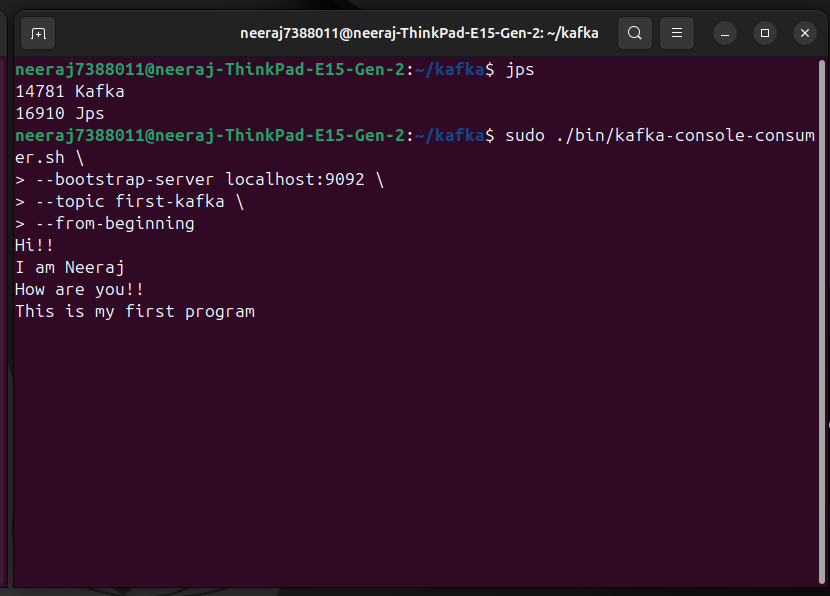 neeraj7388011@neeraj-ThinkPad-E15-Gen-2: ~/kafka
neeraj7388011@neeraj-ThinkPad-E15-Gen-2:~/kafka$ jps
14781 Kafka
16910 Jps
neeraj7388011@neeraj-ThinkPad-E15-Gen-2:~/kafka$ sudo ./bin/kafka-console-consum
er.sh \
> --bootstrap-server localhost:9092 \
> --topic first-kafka \
> --from-beginning
Hi!!
I am Neeraj
How are you!!
This is my first program